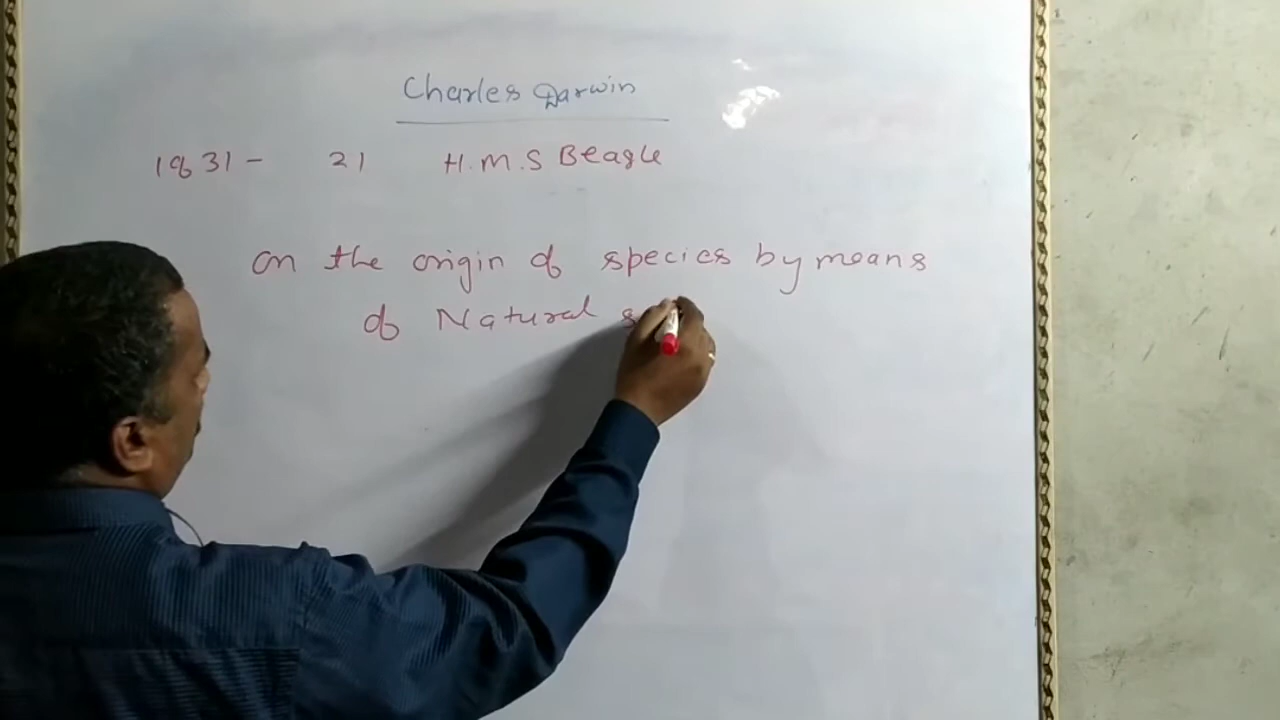 Charles Darwin
1831 - 21 H.M.S Beagle
on the origin of species by means
of Natural s